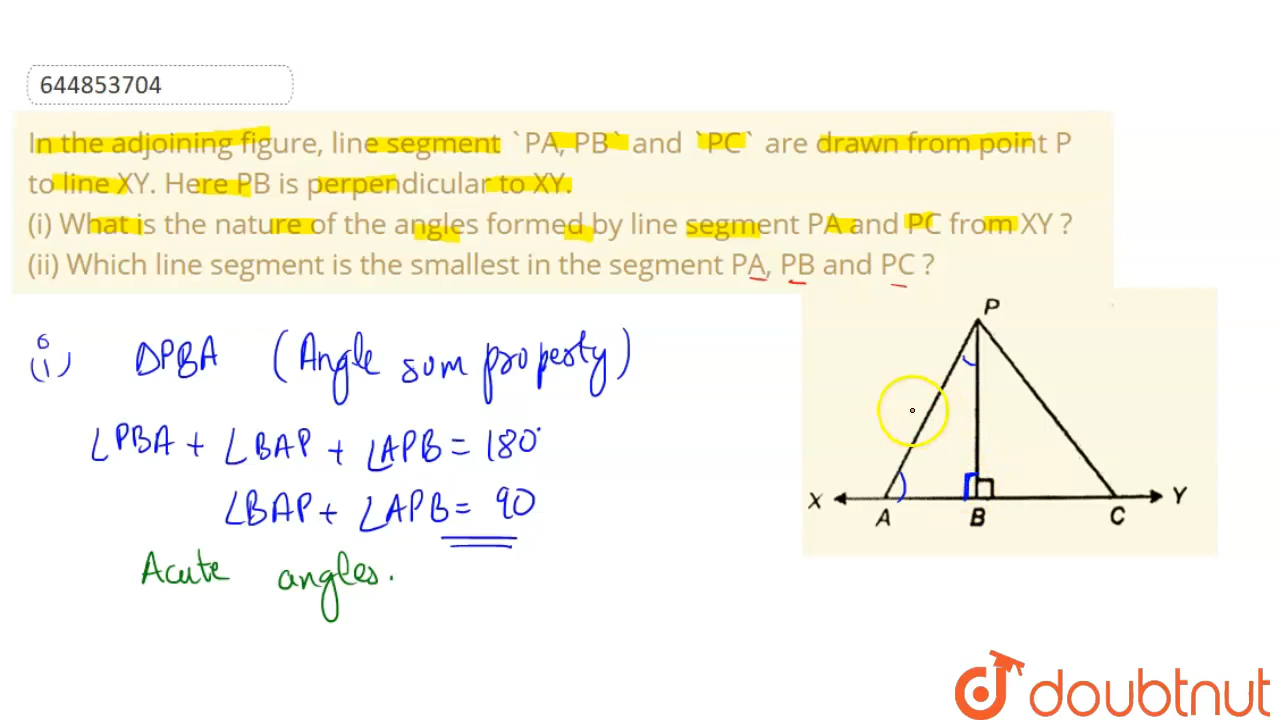 644853704
In the adjoining figure, line segment `PA, PB` and `PC` are drawn from point P
to line XY. Here PB is perpendicular to XY.
(i) What is the nature of the angles formed by line segment PA and PC from XY ?
(ii) Which line segment is the smallest in the segment PA, PB and PC ?
(i) ΔPBA (Angle sum property)
∠PBA + ∠BAP + ∠APB = 180°
∠BAP + ∠APB = 90
Acute angles.
P
X Y
A B C
doubtnut